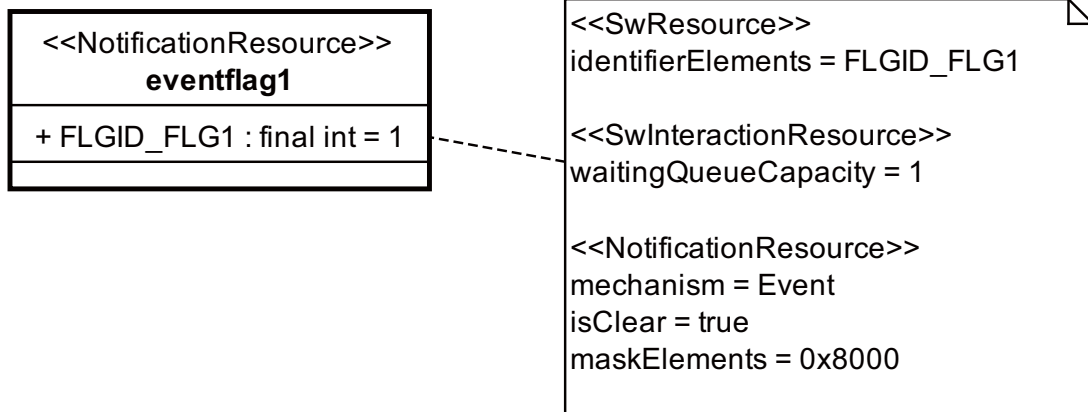 <<NotificationResource>>
eventflag1
+ FLGID_FLG1 : final int = 1
<<SwResource>>
identifierElements = FLGID_FLG1
<<SwInteractionResource>>
waitingQueueCapacity = 1
<<NotificationResource>>
mechanism = Event
isClear = true
maskElements = 0x8000